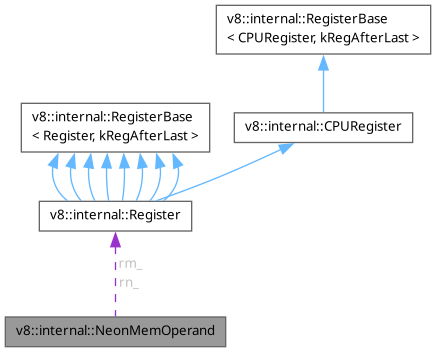 v8::internal::RegisterBase
< CPURegister, kRegAfterLast >
v8::internal::RegisterBase
< Register, kRegAfterLast >
v8::internal::CPURegister
v8::internal::Register
rm_
rn_
v8::internal::NeonMemOperand